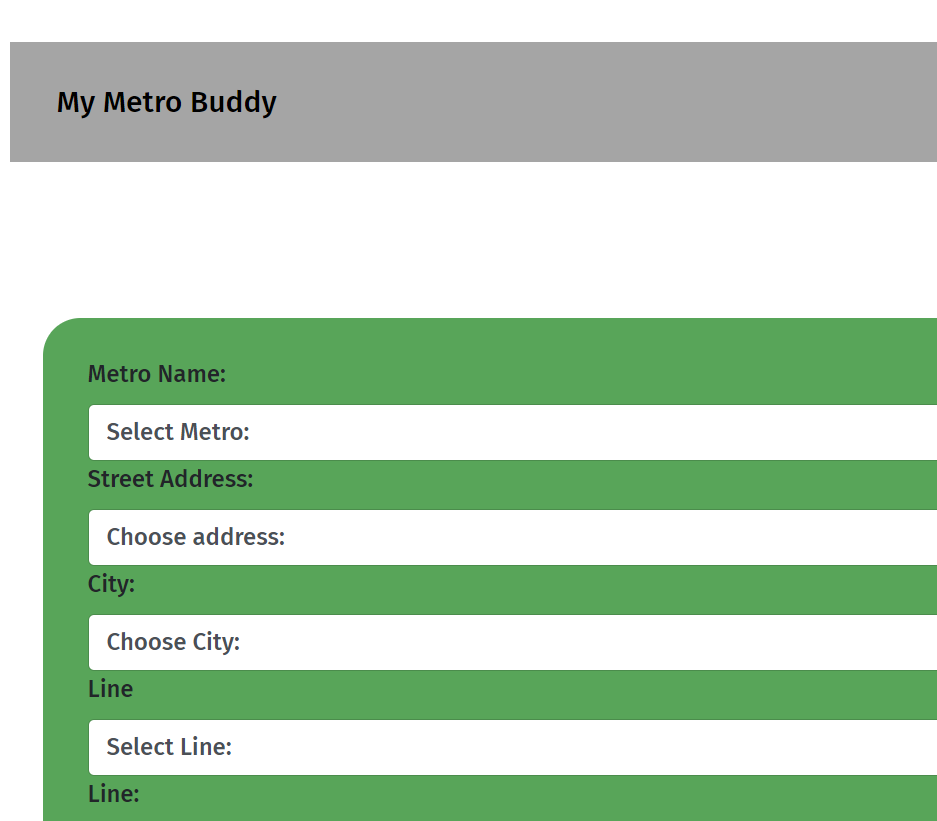 My Metro Buddy
Metro Name:
Select Metro:
Street Address:
Choose address:
City:
Choose City:
Line
Select Line:
Line: